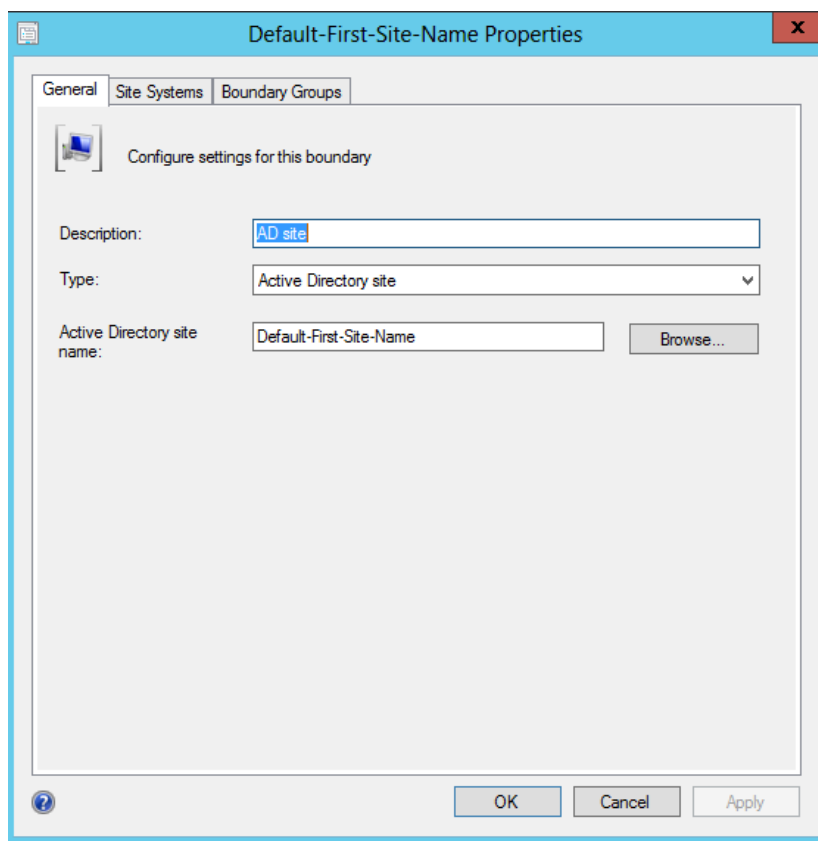 Default-First-Site-Name Properties
x
General
Site Systems
Boundary Groups
Configure settings for this boundary
Description:
AD site
Type:
Active Directory site
Active Directory site
name:
Default-First-Site-Name
Browse...
?
OK
Cancel
Apply